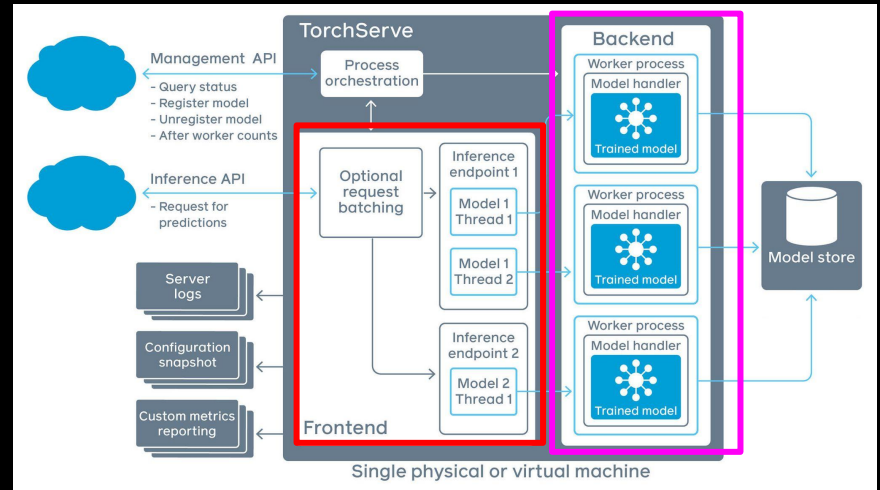 TorchServe
Management API
- Query status
- Register model
- Unregister model
- After worker counts
Process
orchestration
Inference API
- Request for
predictions
Optional
request
batching
Inference
endpoint 1
Model 1
Thread 1
Model 1
Thread 2
Inference
endpoint 2
Model 2
Thread 1
Frontend
Backend
Worker process
Model handler
Trained model
Worker process
Model handler
Trained model
Worker process
Model handler
Trained model
Model store
Server
logs
Configuration
snapshot
Custom metrics
reporting
Single physical or virtual machine